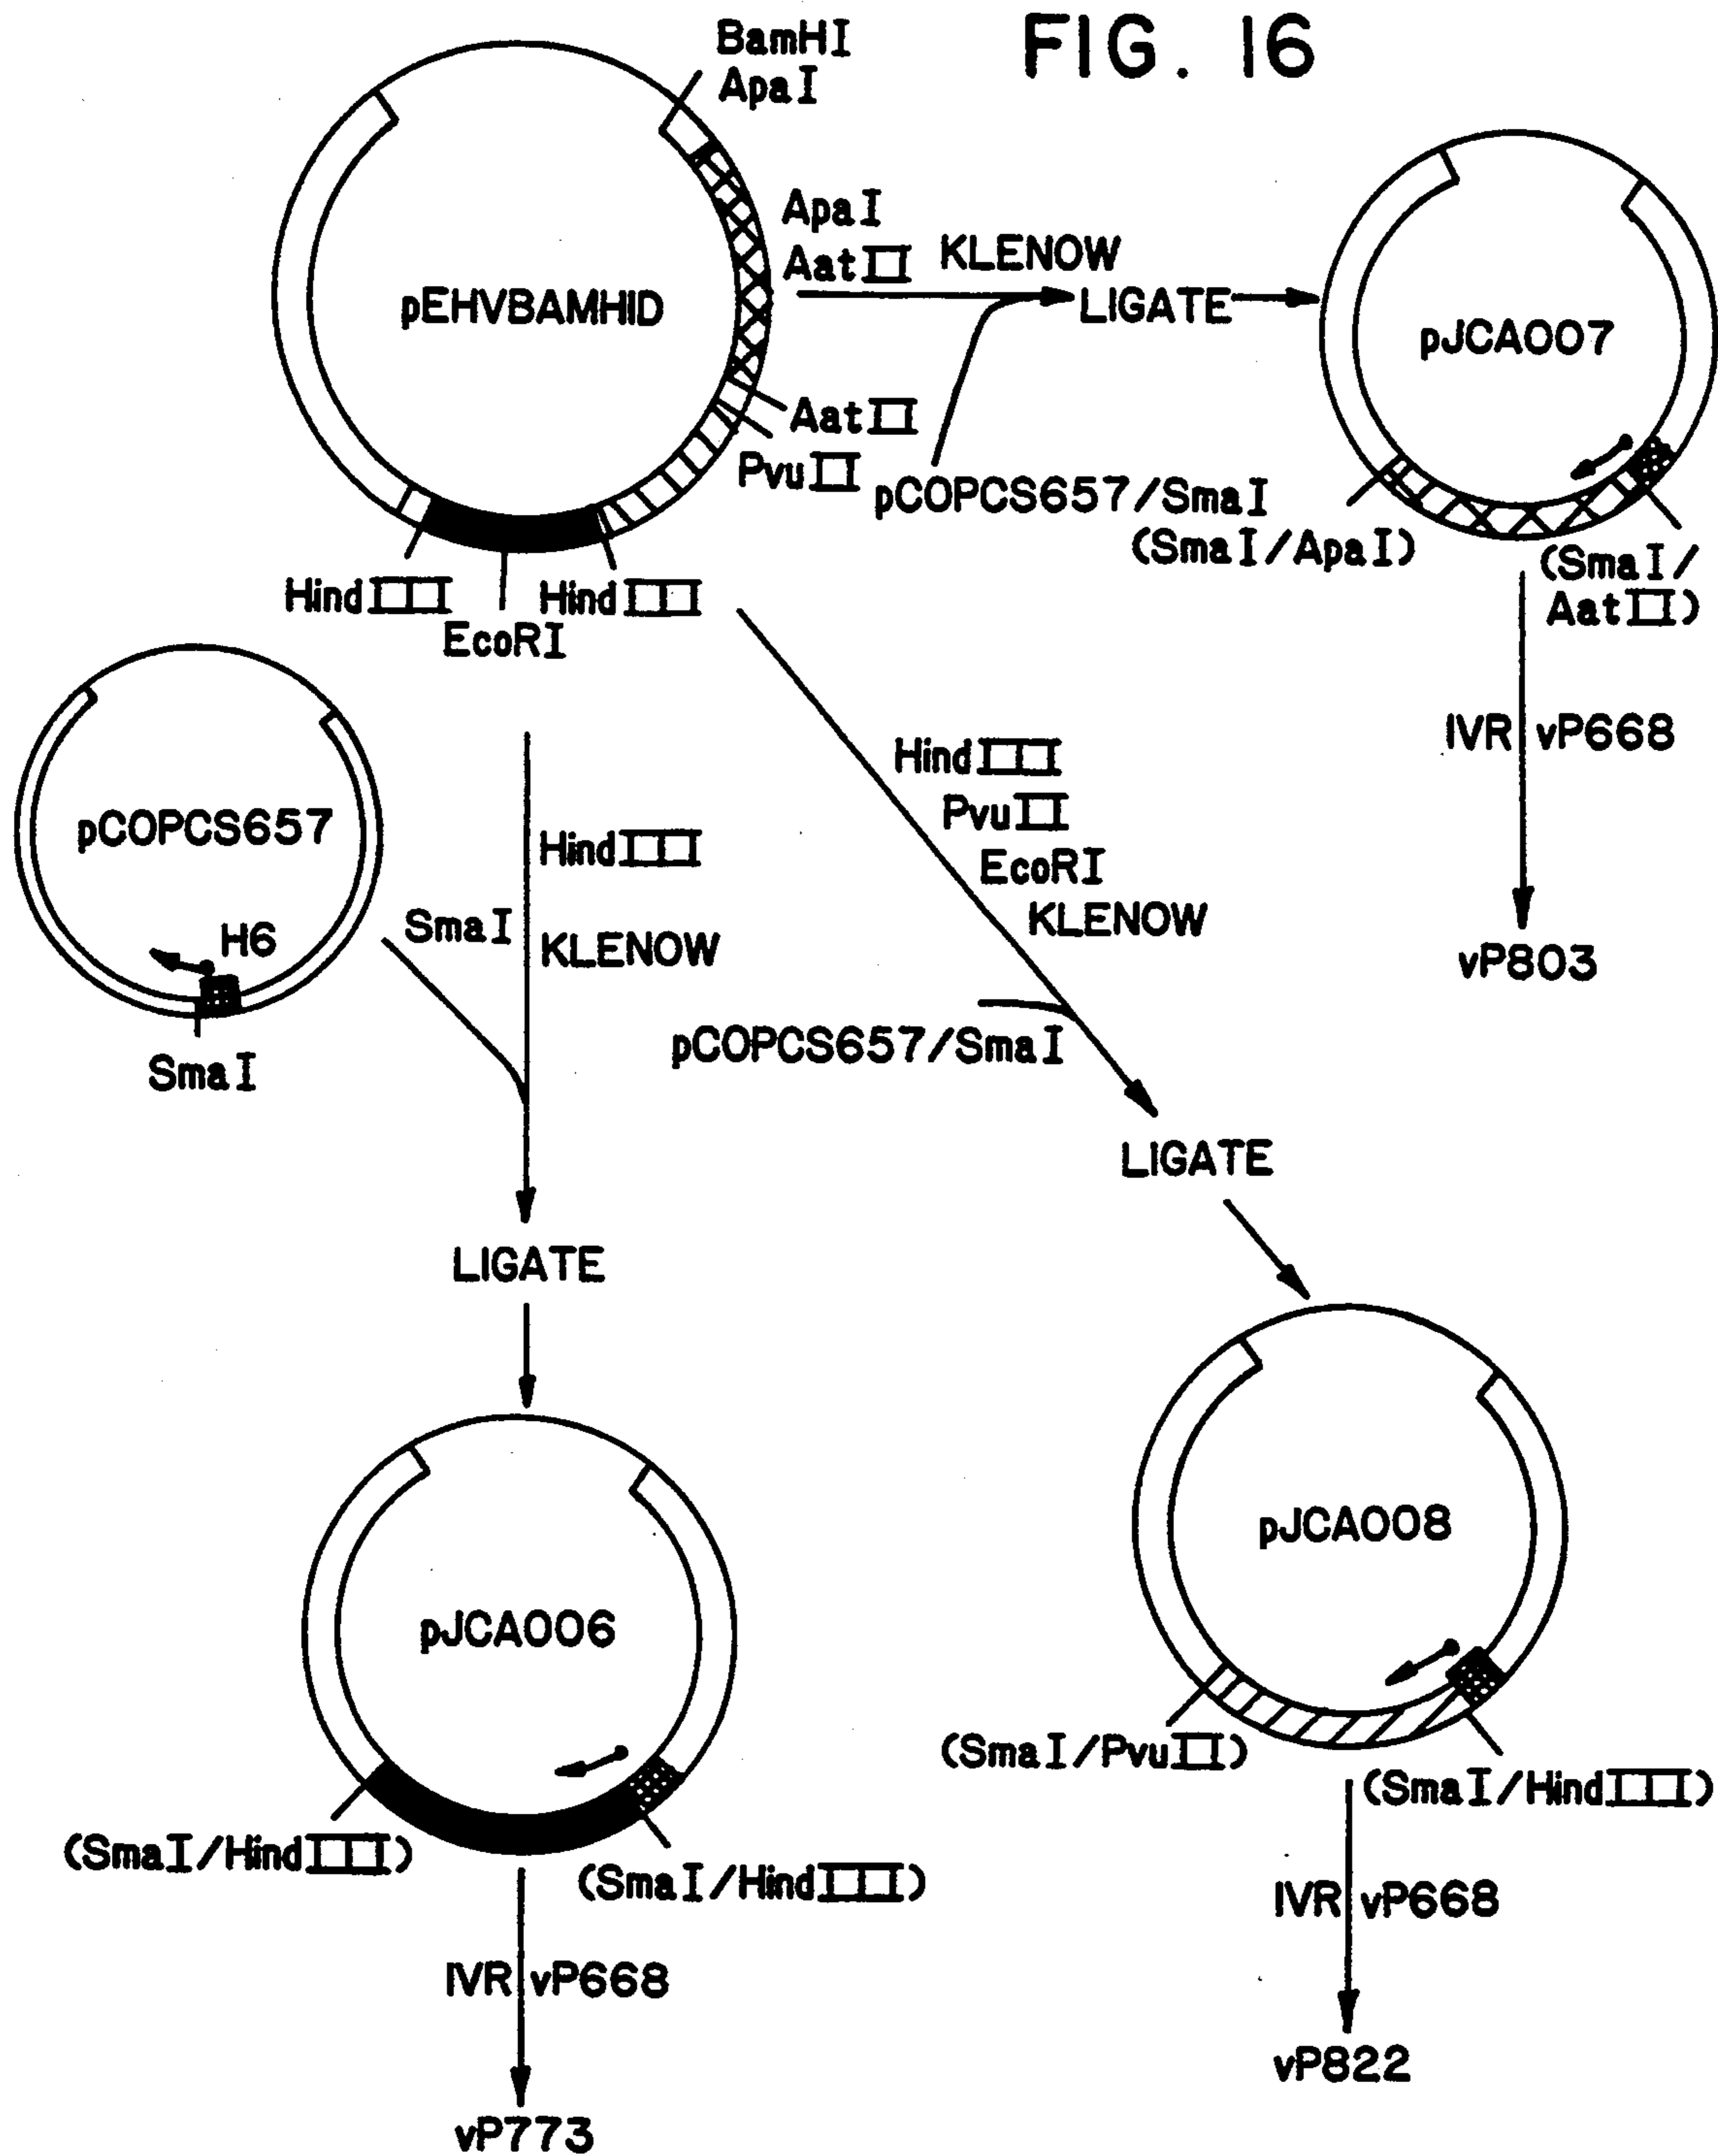 FIG. 16
BamHI
ApaI
pEHVBAMHID
ApaI
AatII
KLENOW
LIGATE
pJCA007
AatII
PvuII
pCOPCS657/SmaI
(SmaI/ApaI)
(SmaI/
AatII)
HindIII
EcoRI
HindIII
IVR
vP668
vP803
pCOPCS657
H6
SmaI
SmaI
HindIII
KLENOW
HindIII
PvuII
EcoRI
KLENOW
pCOPCS657/SmaI
LIGATE
LIGATE
pJCA006
pJCA008
(SmaI/PvuII)
(SmaI/HindIII)
(SmaI/HindIII)
(SmaI/HindIII)
IVR
vP668
vP822
IVR
vP668
vP773